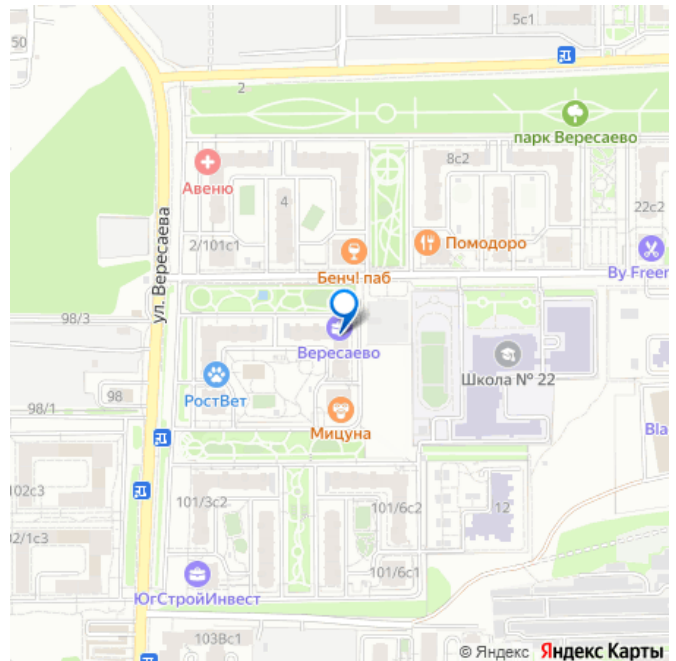 50
5с1
2
парк Вересаево
Авеню
8с2
4
22с2
2/101с1
Помодоро
Бенч! паб
By Freer
ул. Вересаева
98/3
Вересаево
Школа № 22
РостВет
98
98/1
Мицуна
Bla
102с3
101/3с2
101/6с2
12
2/1с3
101/6с1
ЮгСтройИнвест
103Вс1
© Яндекс Яндекс Карты